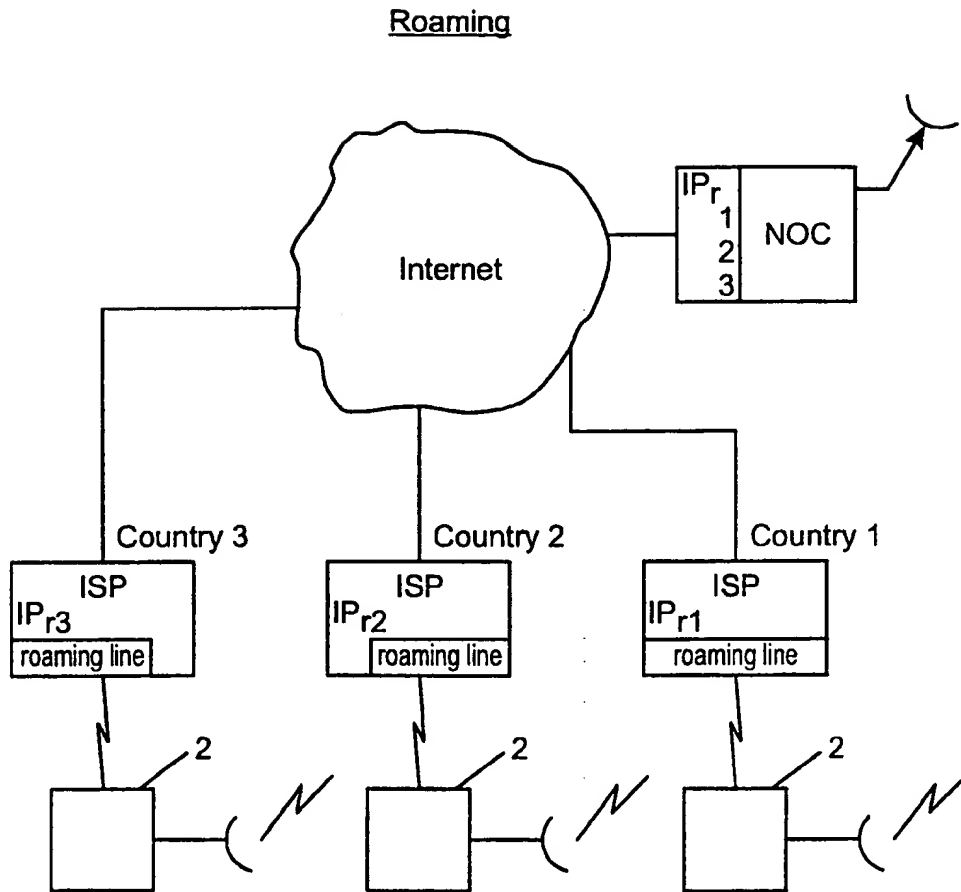 Roaming
IPr
1
2
3
NOC
Internet
Country 3
Country 2
Country 1
ISP
IPr3
roaming line
ISP
IPr2
roaming line
ISP
IPr1
roaming line
2
2
2